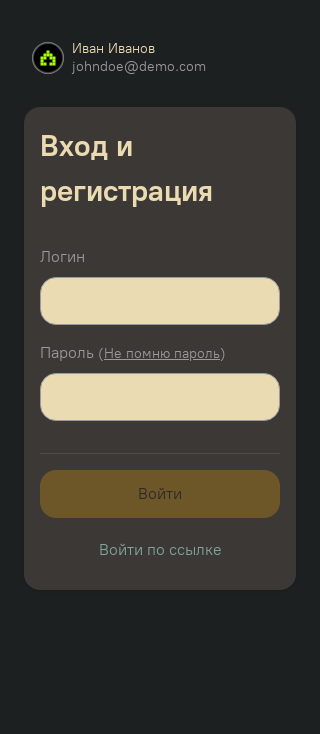 Иван Иванов
johndoe@demo.com
Вход и
регистрация
Логин
Пароль (Не помню пароль)
Войти
Войти по ссылке